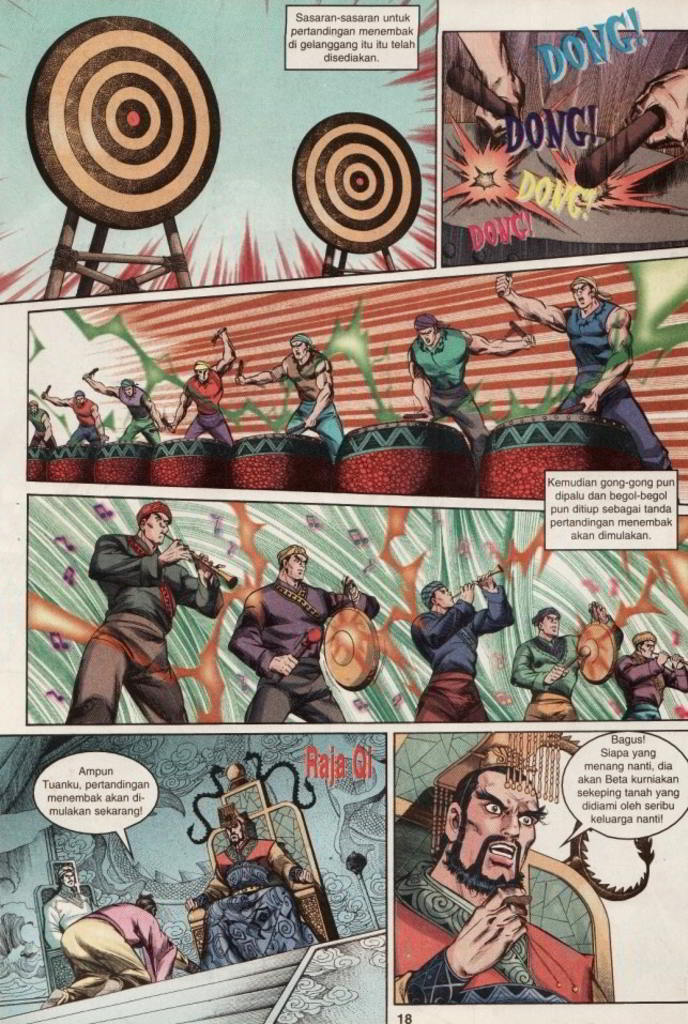 Sasaran-sasaran untuk
pertandingan menembak
di gelanggang itu itu telah
disediakan.
DONG!
DONG!
DONG!
DONG!
Kemudian gong-gong pun
dipalu dan begol-begol
pun ditiup sebagai tanda
pertandingan menembak
akan dimulakan.
Raja Qi
Ampun
Tuanku, pertandingan
menembak akan di-
mulakan sekarang!
Bagus!
Siapa yang
menang nanti, dia
akan Beta kurniakan
sekeping tanah yang
didiami oleh seribu
keluarga nanti!
18